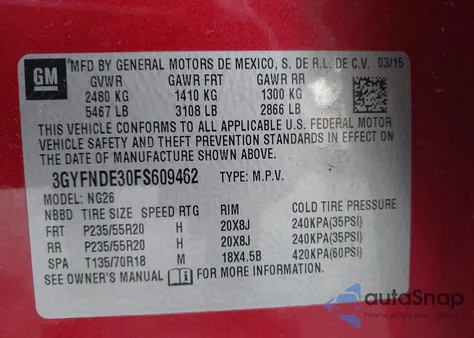 GM
MFD BY GENERAL MOTORS DE MEXICO, S. DE R.L. DE C.V. 03/15
GVWR GAWR FRT GAWR RR
2480 KG 1410 KG 1300 KG
5467 LB 3108 LB 2866 LB
THIS VEHICLE CONFORMS TO ALL APPLICABLE U.S. FEDERAL MOTOR
VEHICLE SAFETY AND THEFT PREVENTION STANDARDS IN EFFECT ON
THE DATE OF MANUFACTURE SHOWN ABOVE.
3GYFNDE30FS609462 TYPE: M.P.V.
MODEL: NG26
NBBD TIRE SIZE SPEED RTG RIM COLD TIRE PRESSURE
FRT P235/55R20 H 20X8J 240KPA(35PSI)
RR P235/55R20 H 20X8J 240KPA(35PSI)
SPA T135/70R18 M 18X4.5B 420KPA(60PSI)
SEE OWNER'S MANUAL FOR MORE INFORMATION.
autoSnap